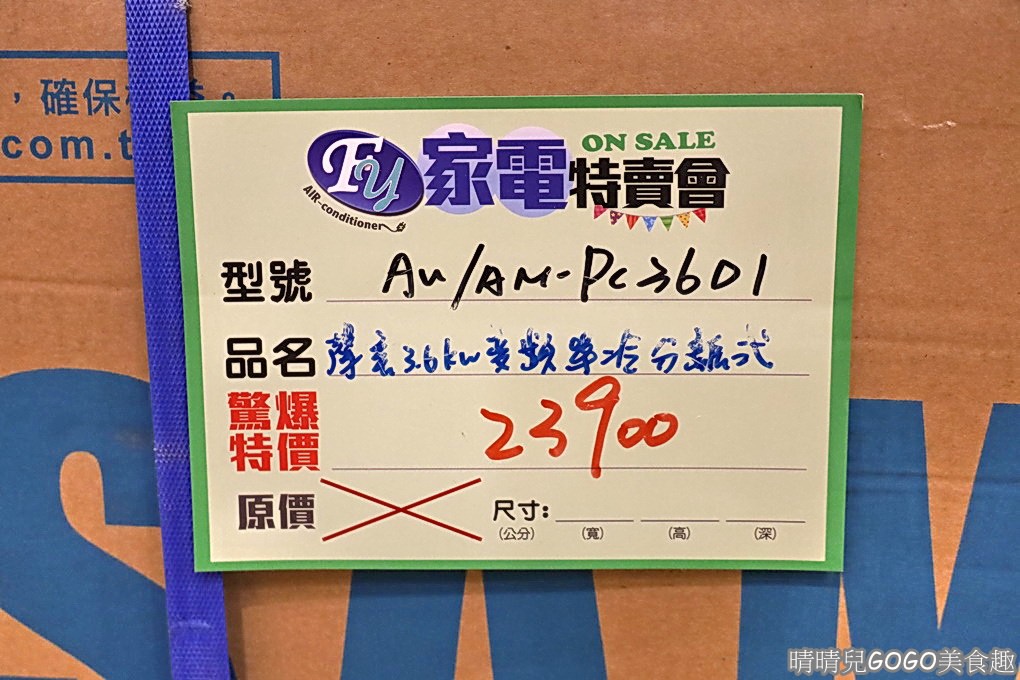 ，確保
com.t
FY
AIR-conditioner
家電特賣會
ON SALE
型號 Au/AM-PC3601
品名 聲寶3.6kw變頻單冷分離式
驚爆特價 23900
原價
尺寸:
(公分) (寬) (高) (深)
晴晴兒GOGO美食趣